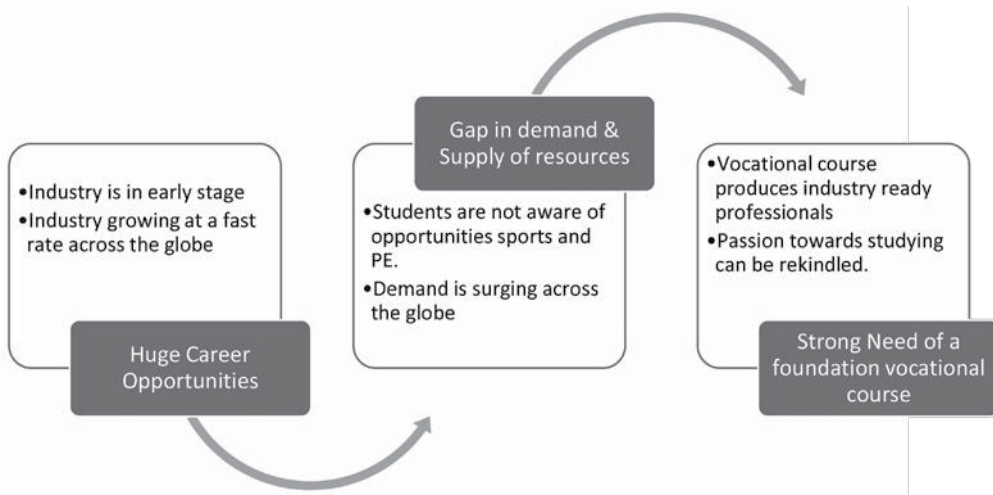 •Industry is in early stage
•Industry growing at a fast
rate across the globe
Huge Career
Opportunities
Gap in demand &
Supply of resources
•Students are not aware of
opportunities sports and
PE.
•Demand is surging across
the globe
•Vocational course
produces industry ready
professionals
•Passion towards studying
can be rekindled.
Strong Need of a
foundation vocational
course